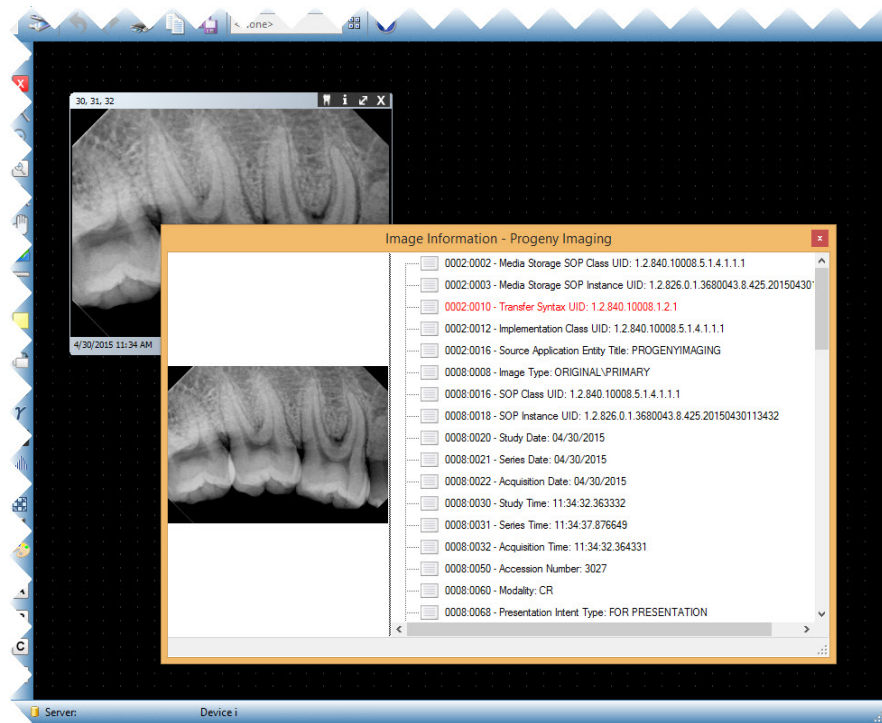 < .one>
30, 31, 32
4/30/2015 11:34 AM
Image Information - Progeny Imaging
0002:0002 - Media Storage SOP Class UID: 1.2.840.10008.5.1.4.1.1.1
0002:0003 - Media Storage SOP Instance UID: 1.2.826.0.1.3680043.8.425.20150430
0002:0010 - Transfer Syntax UID: 1.2.840.10008.1.2.1
0002:0012 - Implementation Class UID: 1.2.840.10008.5.1.4.1.1.1
0002:0016 - Source Application Entity Title: PROGENYIMAGING
0008:0008 - Image Type: ORIGINAL\PRIMARY
0008:0016 - SOP Class UID: 1.2.840.10008.5.1.4.1.1.1
0008:0018 - SOP Instance UID: 1.2.826.0.1.3680043.8.425.20150430113432
0008:0020 - Study Date: 04/30/2015
0008:0021 - Series Date: 04/30/2015
0008:0022 - Acquisition Date: 04/30/2015
0008:0030 - Study Time: 11:34:32.363332
0008:0031 - Series Time: 11:34:37.876649
0008:0032 - Acquisition Time: 11:34:32.364331
0008:0050 - Accession Number: 3027
0008:0060 - Modality: CR
0008:0068 - Presentation Intent Type: FOR PRESENTATION
γ
C
Server: Device i